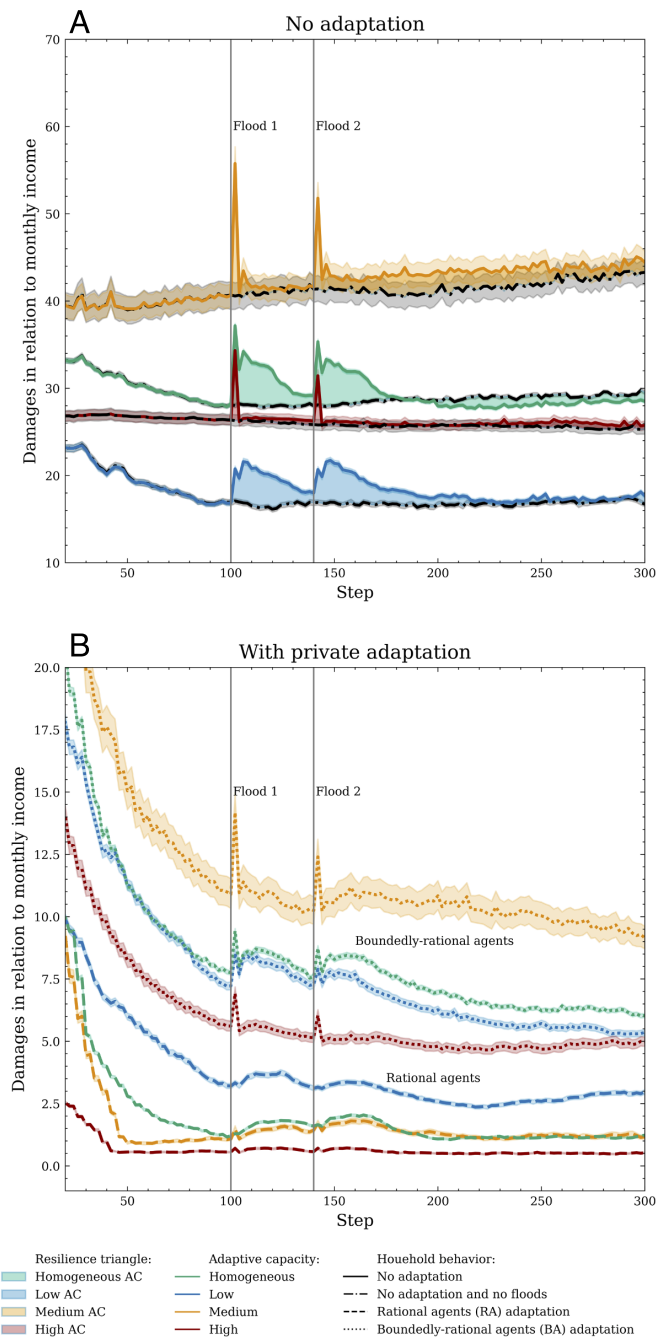 A
No adaptation
70
60
50
40
30
20
10
Damages in relation to monthly income
Flood 1
Flood 2
50
100
150
200
250
300
Step
B
With private adaptation
20.0
17.5
15.0
12.5
10.0
7.5
5.0
2.5
0.0
Damages in relation to monthly income
Flood 1
Flood 2
Boundedly-rational agents
Rational agents
50
100
150
200
250
300
Step
Resilience triangle:
Homogeneous AC
Low AC
Medium AC
High AC
Adaptive capacity:
Homogeneous
Low
Medium
High
Houehold behavior:
No adaptation
No adaptation and no floods
Rational agents (RA) adaptation
Boundedly-rational agents (BA) adaptation